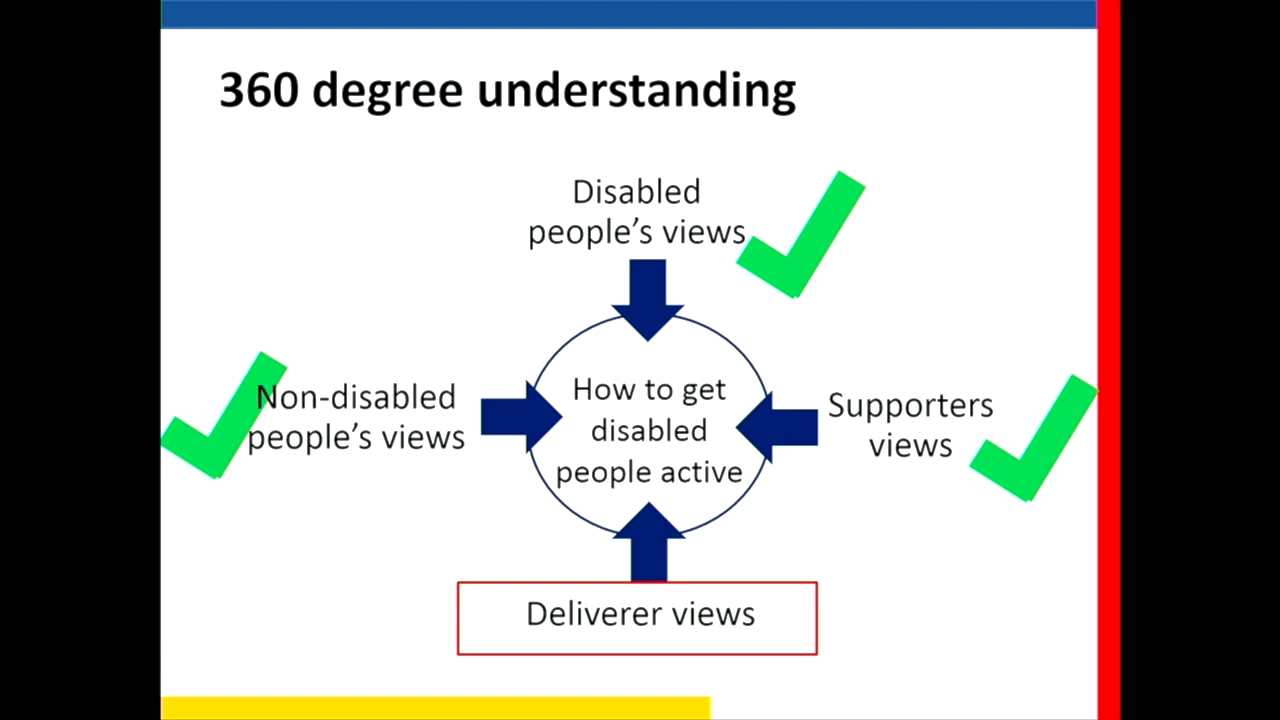 360 degree understanding
Disabled
people’s views
Non-disabled
people’s views
How to get
disabled
people active
Supporters
views
Deliverer views